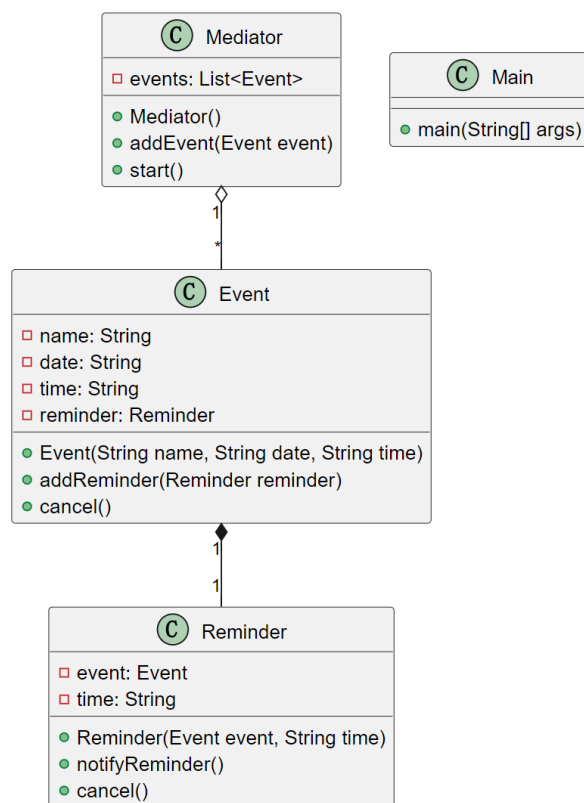 C Mediator
events: List<Event>
Mediator()
addEvent(Event event)
start()
C Main
main(String[] args)
1
*
C Event
name: String
date: String
time: String
reminder: Reminder
Event(String name, String date, String time)
addReminder(Reminder reminder)
cancel()
1
1
C Reminder
event: Event
time: String
Reminder(Event event, String time)
notifyReminder()
cancel()